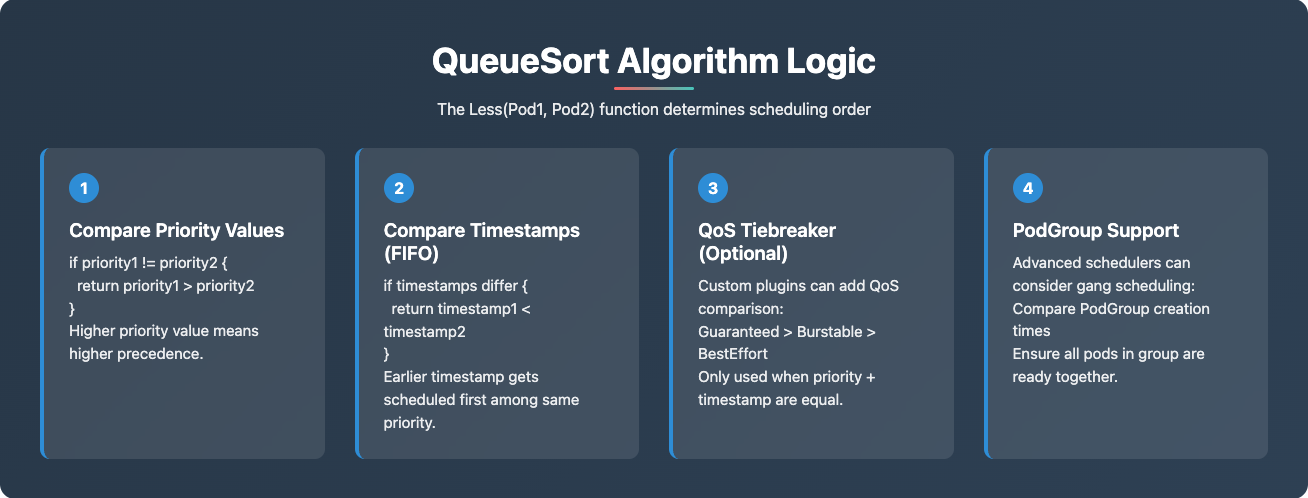 QueueSort Algorithm Logic
The Less(Pod1, Pod2) function determines scheduling order
1
Compare Priority Values
if priority1 != priority2 {
  return priority1 > priority2
}
Higher priority value means
higher precedence.
2
Compare Timestamps
(FIFO)
if timestamps differ {
  return timestamp1 <
timestamp2
}
Earlier timestamp gets
scheduled first among same
priority.
3
QoS Tiebreaker
(Optional)
Custom plugins can add QoS
comparison:
Guaranteed > Burstable >
BestEffort
Only used when priority +
timestamp are equal.
4
PodGroup Support
Advanced schedulers can
consider gang scheduling:
Compare PodGroup creation
times
Ensure all pods in group are
ready together.